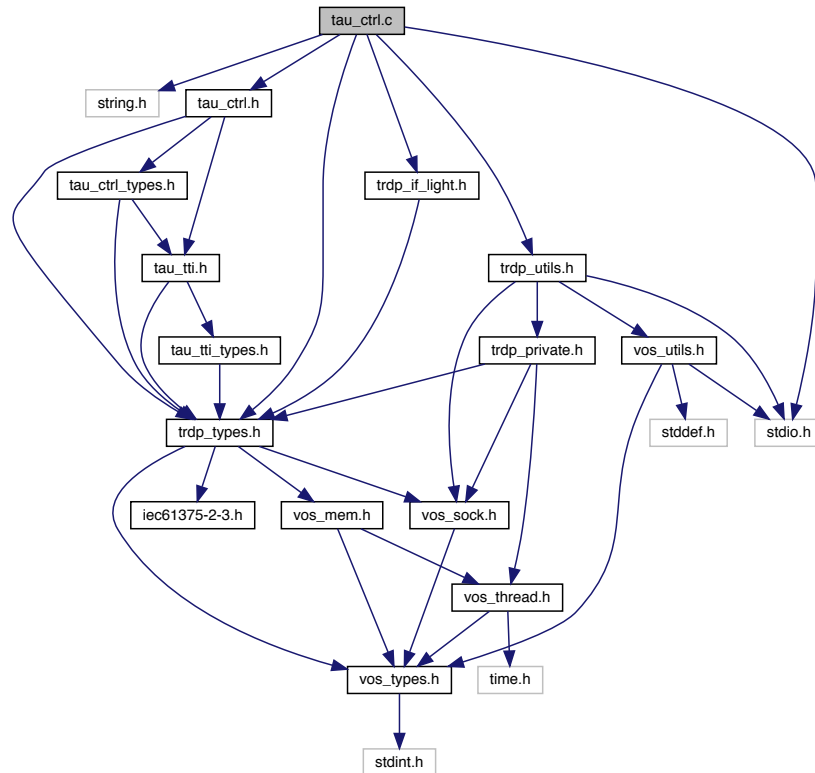 tau_ctrl.c
string.h
tau_ctrl.h
tau_ctrl_types.h
trdp_if_light.h
tau_tti.h
trdp_utils.h
tau_tti_types.h
trdp_private.h
vos_utils.h
trdp_types.h
stddef.h
stdio.h
iec61375-2-3.h
vos_mem.h
vos_sock.h
vos_thread.h
vos_types.h
time.h
stdint.h